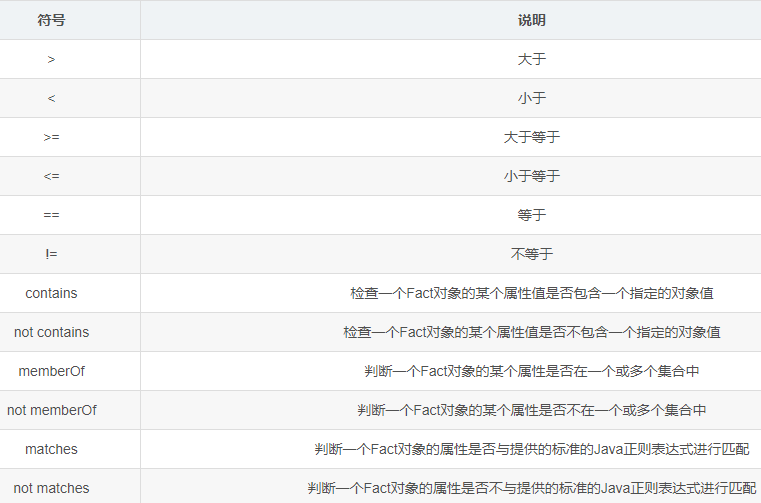 符号 说明
> 大于
< 小于
>= 大于等于
<= 小于等于
== 等于
!= 不等于
contains 检查一个Fact对象的某个属性值是否包含一个指定的对象值
not contains 检查一个Fact对象的某个属性值是否不包含一个指定的对象值
memberOf 判断一个Fact对象的某个属性是否在一个或多个集合中
not memberOf 判断一个Fact对象的某个属性是否不在一个或多个集合中
matches 判断一个Fact对象的属性是否与提供的标准的Java正则表达式进行匹配
not matches 判断一个Fact对象的属性是否不与提供的标准的Java正则表达式进行匹配